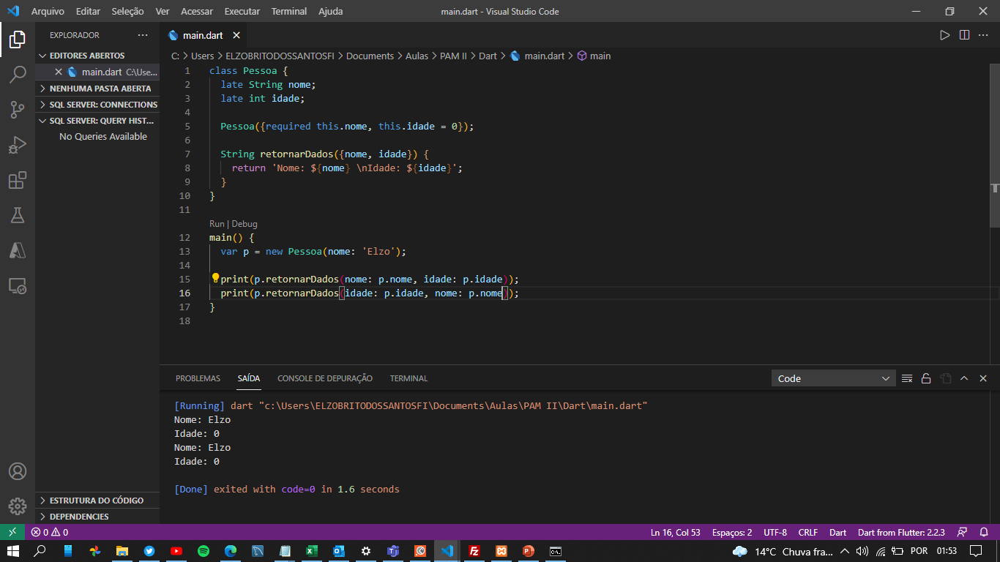 Arquivo Editar Seleção Ver Acessar Executar Terminal Ajuda main.dart - Visual Studio Code
EXPLORADOR
EDITORES ABERTOS
main.dart C:\Use...
NENHUMA PASTA ABERTA
SQL SERVER: CONNECTIONS
SQL SERVER: QUERY HIST...
No Queries Available
ESTRUTURA DO CÓDIGO
DEPENDENCIES
main.dart
C: > Users > ELZOBRITODOSSANTOSFI > Documents > Aulas > PAM II > Dart > main.dart > main
1 class Pessoa {
2   late String nome;
3   late int idade;
4
5   Pessoa({required this.nome, this.idade = 0});
6
7   String retornarDados({nome, idade}) {
8     return 'Nome: ${nome} \nIdade: ${idade}';
9   }
10 }
11
Run | Debug
12 main() {
13   var p = new Pessoa(nome: 'Elzo');
14
15   print(p.retornarDados(nome: p.nome, idade: p.idade));
16   print(p.retornarDados(idade: p.idade, nome: p.nome));
17 }
18
PROBLEMAS SAÍDA CONSOLE DE DEPURAÇÃO TERMINAL Code
[Running] dart "c:\Users\ELZOBRITODOSSANTOSFI\Documents\Aulas\PAM II\Dart\main.dart"
Nome: Elzo
Idade: 0
Nome: Elzo
Idade: 0
[Done] exited with code=0 in 1.6 seconds
0 0 Ln 16, Col 53 Espaços: 2 UTF-8 CRLF Dart Dart from Flutter: 2.2.3
14°C Chuva fra... POR 01:53